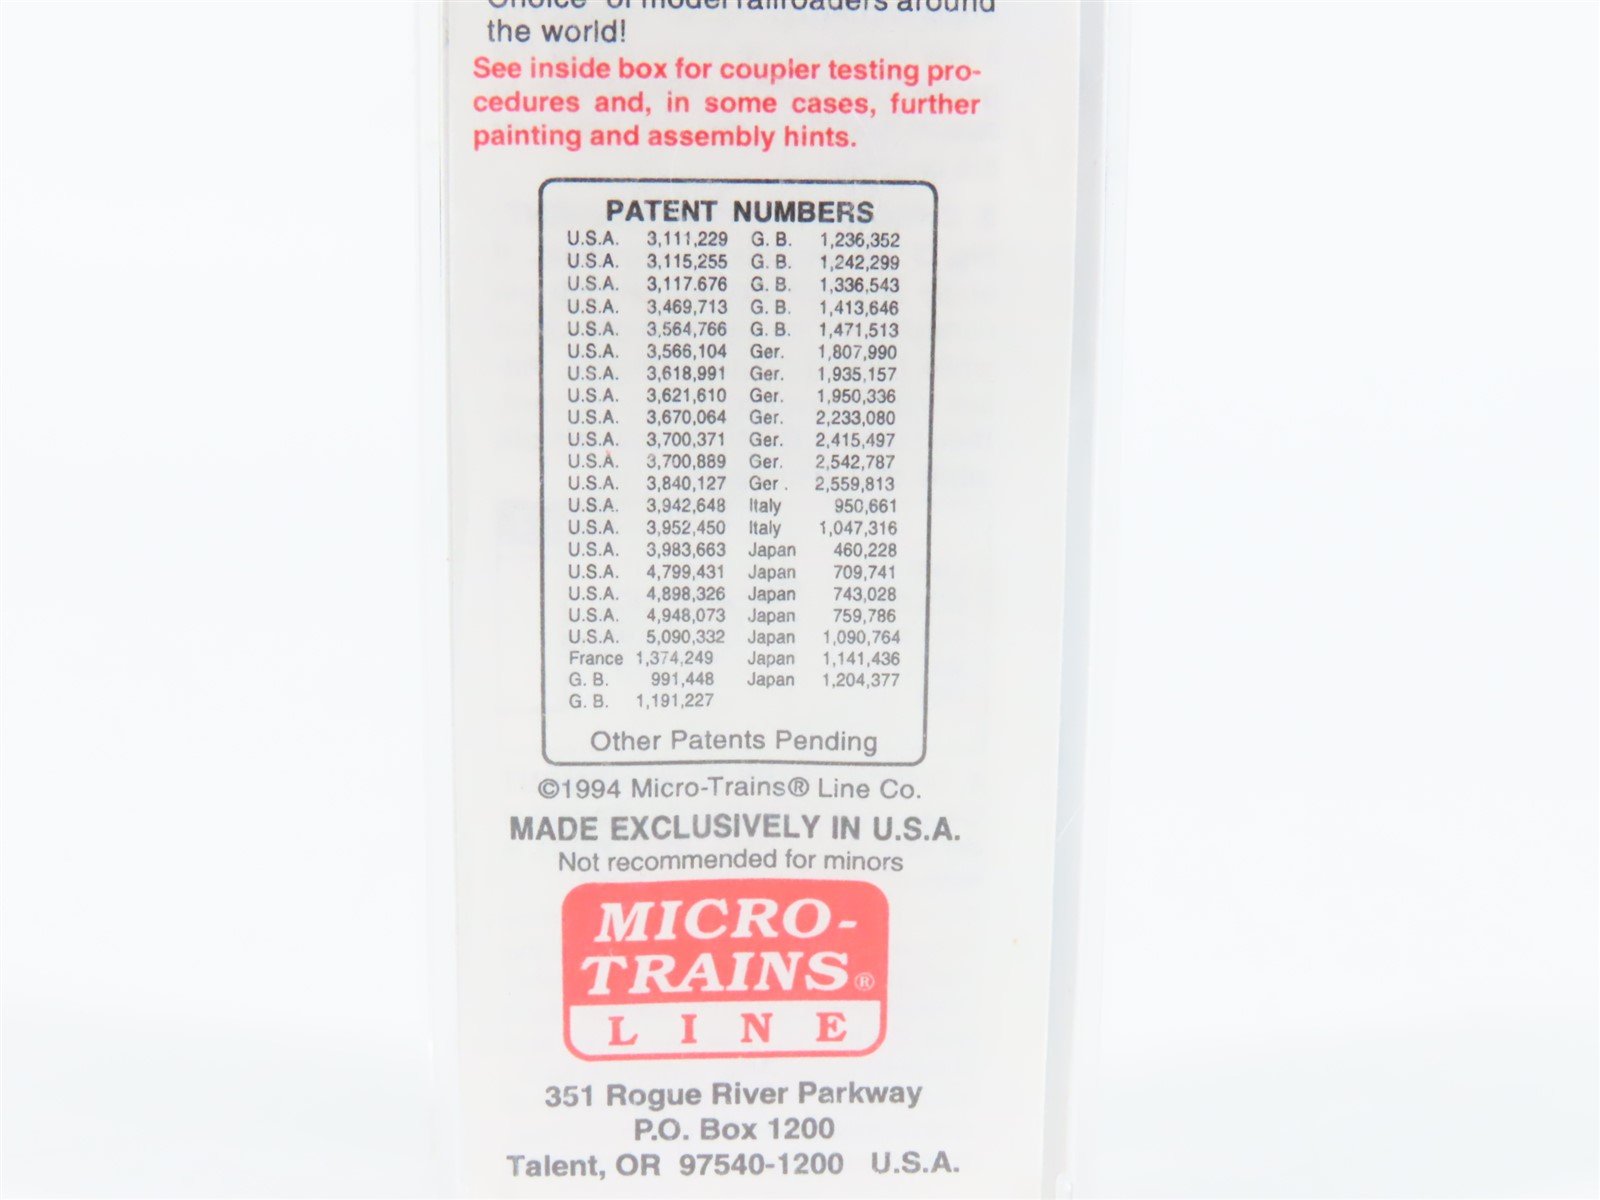 Choice" of model railroaders around
the world!
See inside box for coupler testing pro-
cedures and, in some cases, further
painting and assembly hints.
PATENT NUMBERS
U.S.A. 3,111,229 G. B. 1,236,352
U.S.A. 3,115,255 G. B. 1,242,299
U.S.A. 3,117.676 G. B. 1,336,543
U.S.A. 3,469,713 G. B. 1,413,646
U.S.A. 3,564,766 G. B. 1,471,513
U.S.A. 3,566,104 Ger. 1,807,990
U.S.A. 3,618,991 Ger. 1,935,157
U.S.A. 3,621,610 Ger. 1,950,336
U.S.A. 3,670,064 Ger. 2,233,080
U.S.A. 3,700,371 Ger. 2,415,497
U.S.A. 3,700,889 Ger. 2,542,787
U.S.A. 3,840,127 Ger . 2,559,813
U.S.A. 3,942,648 Italy 950,661
U.S.A. 3,952,450 Italy 1,047,316
U.S.A. 3,983,663 Japan 460,228
U.S.A. 4,799,431 Japan 709,741
U.S.A. 4,898,326 Japan 743,028
U.S.A. 4,948,073 Japan 759,786
U.S.A. 5,090,332 Japan 1,090,764
France 1,374,249 Japan 1,141,436
G. B. 991,448 Japan 1,204,377
G. B. 1,191,227
Other Patents Pending
©1994 Micro-Trains® Line Co.
MADE EXCLUSIVELY IN U.S.A.
Not recommended for minors
MICRO-
TRAINS®
LINE
351 Rogue River Parkway
P.O. Box 1200
Talent, OR 97540-1200 U.S.A.